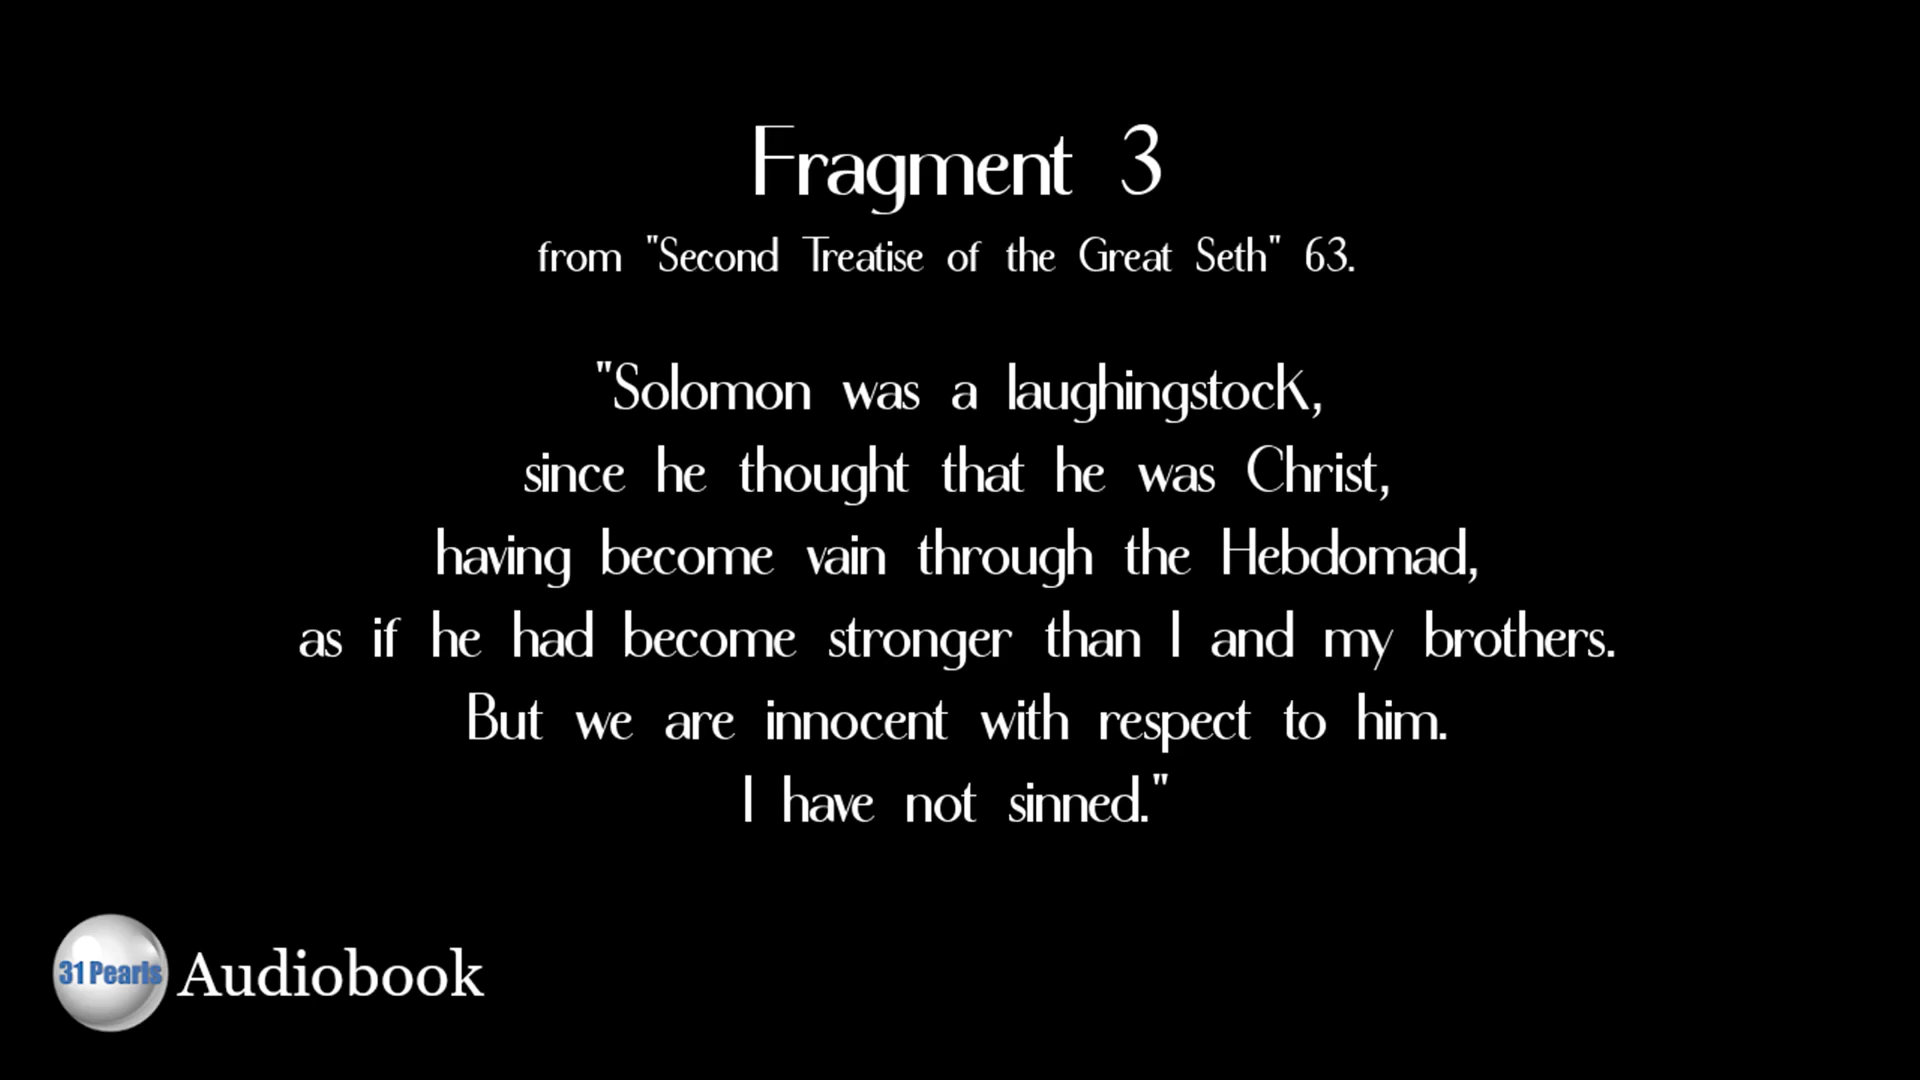 Fragment 3
from "Second Treatise of the Great Seth" 63.
"Solomon was a laughingstock,
since he thought that he was Christ,
having become vain through the Hebdomad,
as if he had become stronger than I and my brothers.
But we are innocent with respect to him.
I have not sinned."
31 Pearls Audiobook